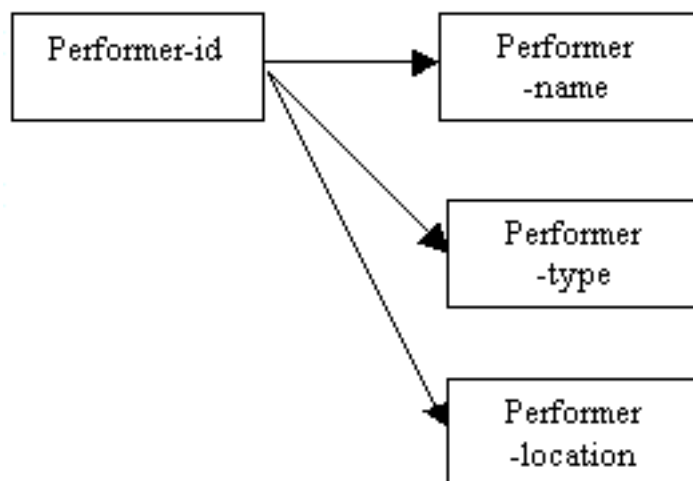 Performer-id
Performer
-name
Performer
-type
Performer
-location